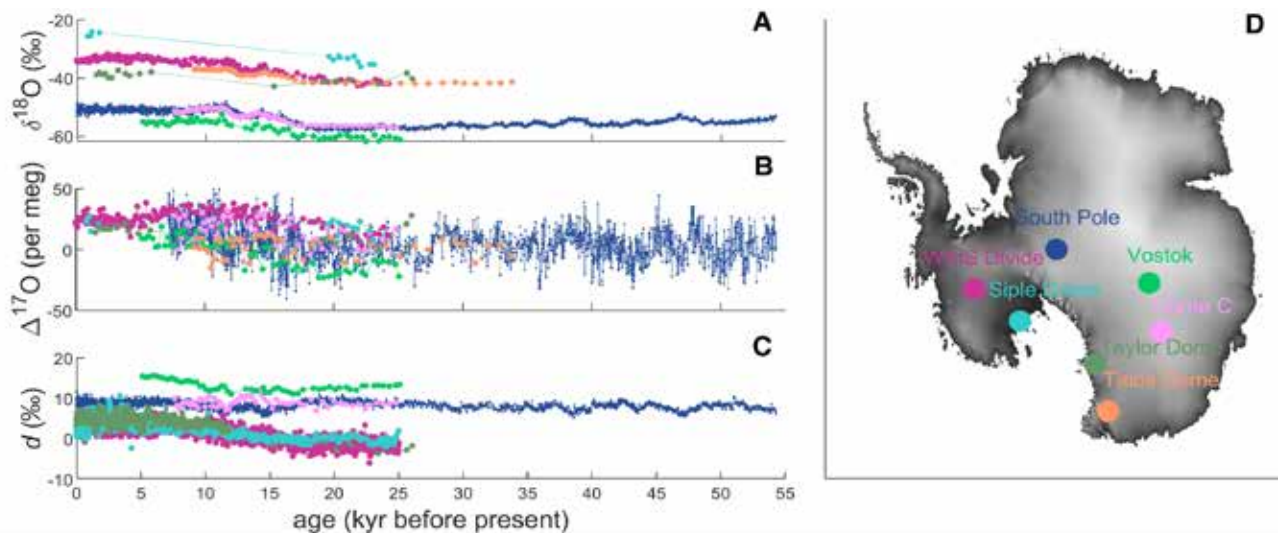 A
-20
-40
-60
δ18O (‰)
B
50
0
-50
Δ17O (per meg)
C
20
10
0
-10
d (‰)
0 5 10 15 20 25 30 35 40 45 50 55
age (kyr before present)
D
South Pole
Divide
Vostok
Siple
C
Taylor Dome
Dome